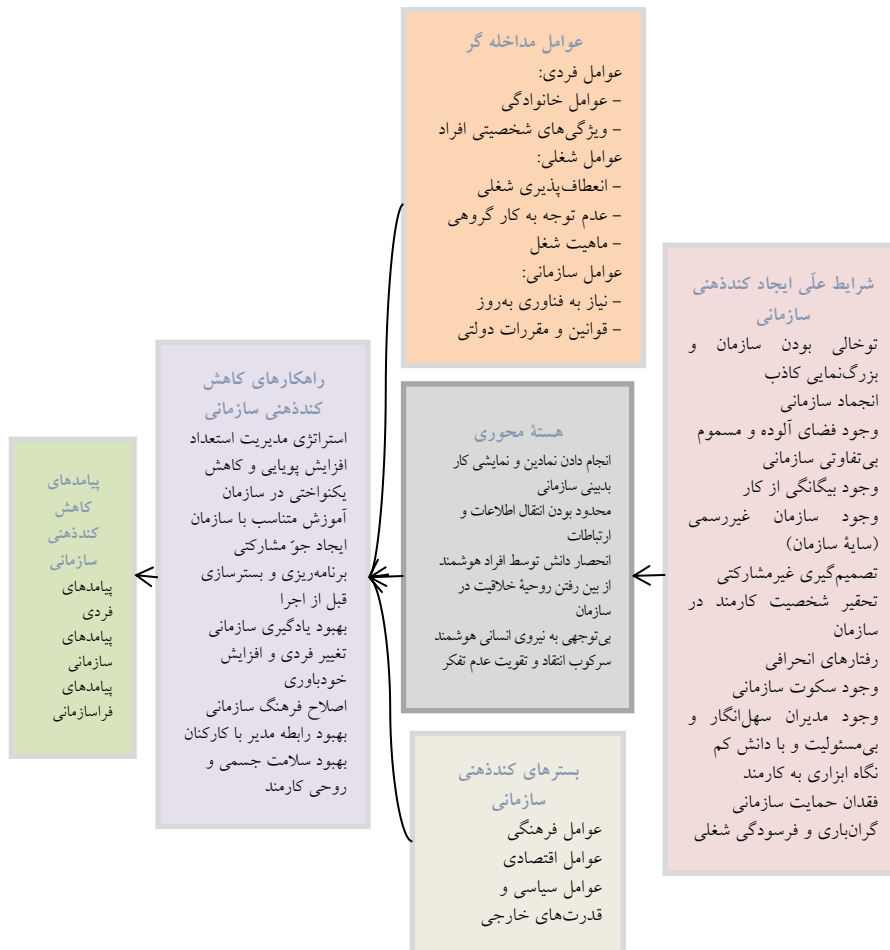 عوامل مداخله گر
عوامل فردی:
– عوامل خانوادگی
– ویژگی‌های شخصیتی افراد
عوامل شغلی:
– انعطاف‌پذیری شغلی
– عدم توجه به کار گروهی
– ماهیت شغل
عوامل سازمانی:
– نیاز به فناوری به‌روز
– قوانین و مقررات دولتی
شرایط علّی ایجاد کندذهنی
سازمانی
توخالی بودن سازمان و
بزرگ‌نمایی کاذب
انجماد سازمانی
وجود فضای آلوده و مسموم
بی‌تفاوتی سازمانی
وجود بیگانگی از کار
وجود سازمان غیررسمی
(سایهٔ سازمان)
تصمیم‌گیری غیرمشارکتی
تحقیر شخصیت کارمند در
سازمان
رفتارهای انحرافی
وجود سکوت سازمانی
وجود مدیران سهل‌انگار و
بی‌مسئولیت و با دانش کم
نگاه ابزاری به کارمند
فقدان حمایت سازمانی
گران‌باری و فرسودگی شغلی
هستهٔ محوری
انجام دادن نمادین و نمایشی کار
بدبینی سازمانی
محدود بودن انتقال اطلاعات و
ارتباطات
انحصار دانش توسط افراد هوشمند
از بین رفتن روحیهٔ خلاقیت در
سازمان
بی‌توجهی به نیروی انسانی هوشمند
سرکوب انتقاد و تقویت عدم تفکر
بسترهای کندذهنی
سازمانی
عوامل فرهنگی
عوامل اقتصادی
عوامل سیاسی و
قدرت‌های خارجی
راهکارهای کاهش
کندذهنی سازمانی
استراتژی مدیریت استعداد
افزایش پویایی و کاهش
یکنواختی در سازمان
آموزش متناسب با سازمان
ایجاد جوّ مشارکتی
برنامه‌ریزی و بسترسازی
قبل از اجرا
بهبود یادگیری سازمانی
تغییر فردی و افزایش
خودباوری
اصلاح فرهنگ سازمانی
بهبود رابطه مدیر با کارکنان
بهبود سلامت جسمی و
روحی کارمند
پیامدهای
کاهش
کندذهنی
سازمانی
پیامدهای
فردی
پیامدهای
سازمانی
پیامدهای
فراسازمانی